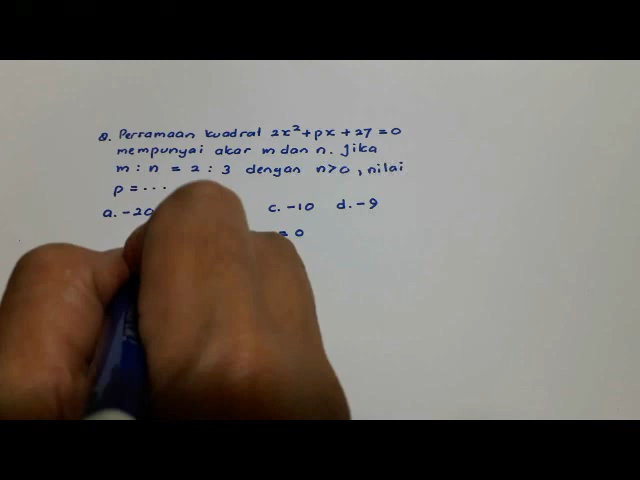 8. Persamaan kuadrat 2x²+px+27=0
mempunyai akar m dan n. Jika
m : n = 2 : 3 dengan n>0, nilai
p = ...
a. -20 c. -10 d. -9
= 0